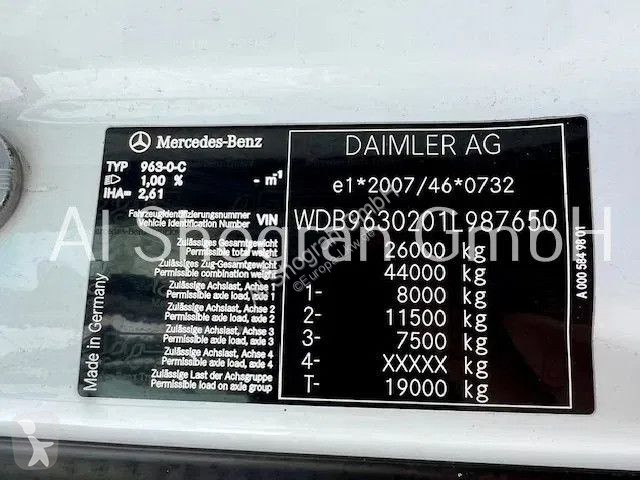 Mercedes-Benz
TYP 963-0-C
1,00 % - m⁻¹
IHA= 2,61
Fahrzeugidentifizierungsnummer
Vehicle Identification Number VIN
Zulässiges Gesamtgewicht
Permissible total weight
Zulässiges Zug-Gesamtgewicht
Permissible combination weight
Zulässige Achslast, Achse 1
Permissible axle load, axle 1
Zulässige Achslast, Achse 2
Permissible axle load, axle 2
Zulässige Achslast, Achse 3
Permissible axle load, axle 3
Zulässige Achslast, Achse 4
Permissible axle load, axle 4
Zulässige Last der Achsgruppe
Permissible load on axle group
Made in Germany
DAIMLER AG
e1*2007/46*0732
WDB9630201L987650
26000 kg
44000 kg
1- 8000 kg
2- 11500 kg
3- 7500 kg
4- XXXXX kg
T- 19000 kg
A 000 584 98 01
Al Shogran GmbH